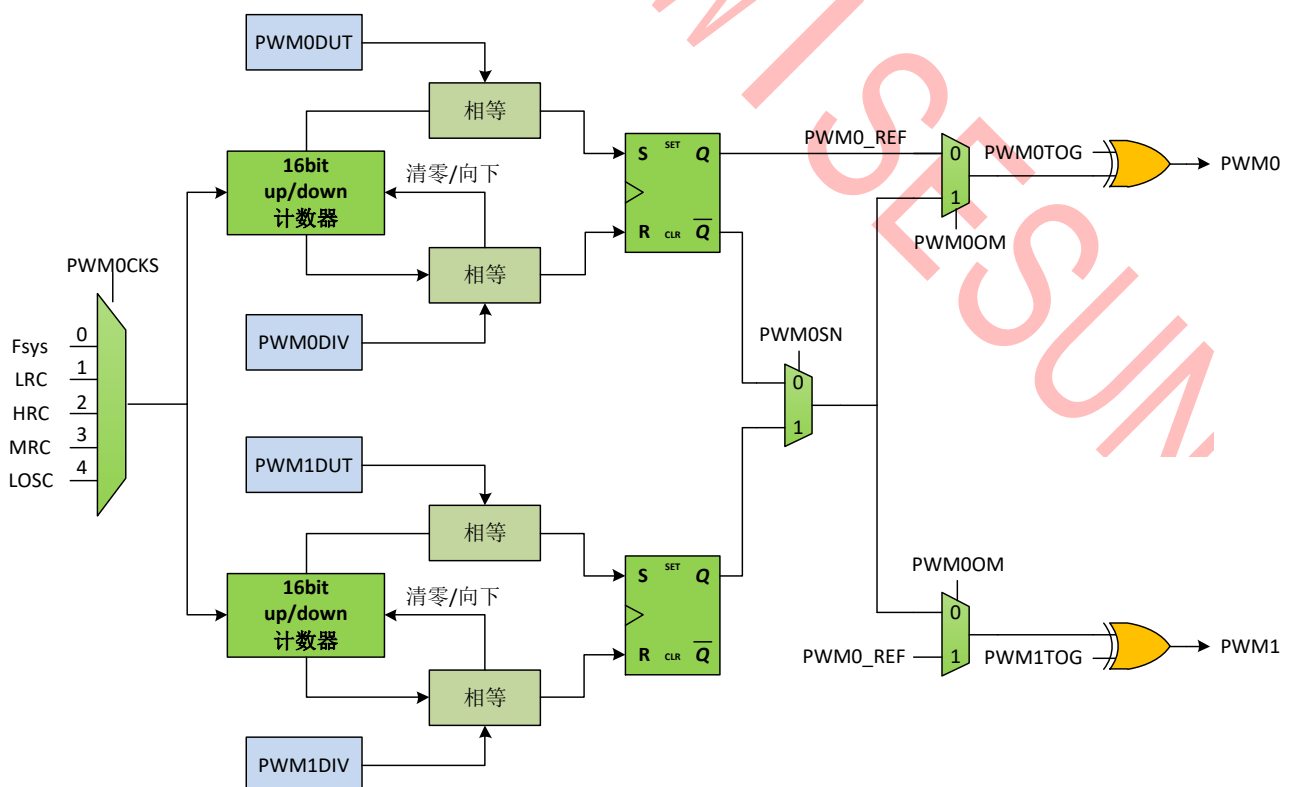 PWM0DUT
相等
16bit
up/down
计数器
清零/向下
相等
PWM0DIV
PWM0CKS
Fsys 0
LRC 1
HRC 2
MRC 3
LOSC 4
PWM1DUT
相等
16bit
up/down
计数器
清零/向下
相等
PWM1DIV
S SET Q
R CLR Q̅
S SET Q
R CLR Q̅
PWM0SN
0
1
PWM0_REF
0
1
PWM0OM
PWM0TOG
PWM0
PWM0OM
0
1
PWM0_REF
PWM1TOG
PWM1